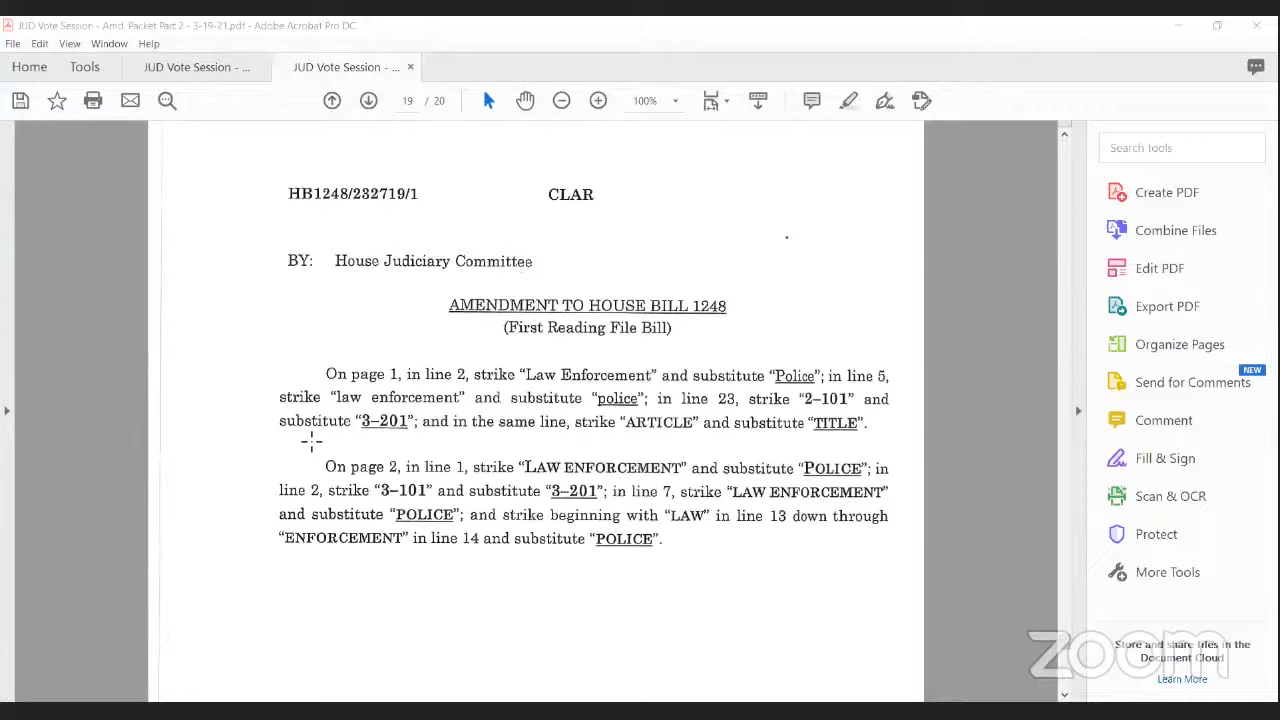 JUD Vote Session - Amd. Packet Part 2 - 3-19-21.pdf - Adobe Acrobat Pro DC
File Edit View Window Help
Home Tools JUD Vote Session - ... JUD Vote Session - ... ×
19 / 20 100%
Search tools
Create PDF
Combine Files
Edit PDF
Export PDF
Organize Pages
NEW
Send for Comments
Comment
Fill & Sign
Scan & OCR
Protect
More Tools
Store and share files in the
Document Cloud
Learn More
zoom
HB1248/232719/1 CLAR
BY: House Judiciary Committee
AMENDMENT TO HOUSE BILL 1248
(First Reading File Bill)
On page 1, in line 2, strike “Law Enforcement” and substitute “Police”; in line 5,
strike “law enforcement” and substitute “police”; in line 23, strike “2–101” and
substitute “3–201”; and in the same line, strike “ARTICLE” and substitute “TITLE”.
On page 2, in line 1, strike “LAW ENFORCEMENT” and substitute “POLICE”; in
line 2, strike “3–101” and substitute “3–201”; in line 7, strike “LAW ENFORCEMENT”
and substitute “POLICE”; and strike beginning with “LAW” in line 13 down through
“ENFORCEMENT” in line 14 and substitute “POLICE”.